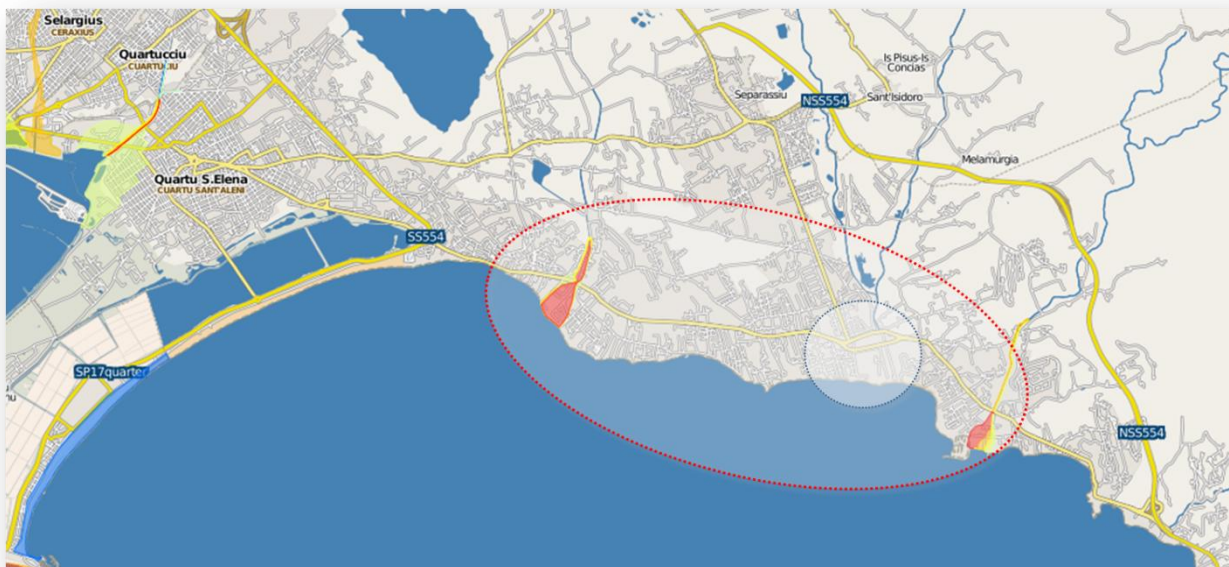 Selargius
CERAXIUS
Quartucciu
Is Pisus-Is
Concias
Separassiu
NSS554
Sant'Isidoro
Melamurgia
Quartu S.Elena
CUARTU SANT'ALENI
SS554
SP17quarter
NSS554